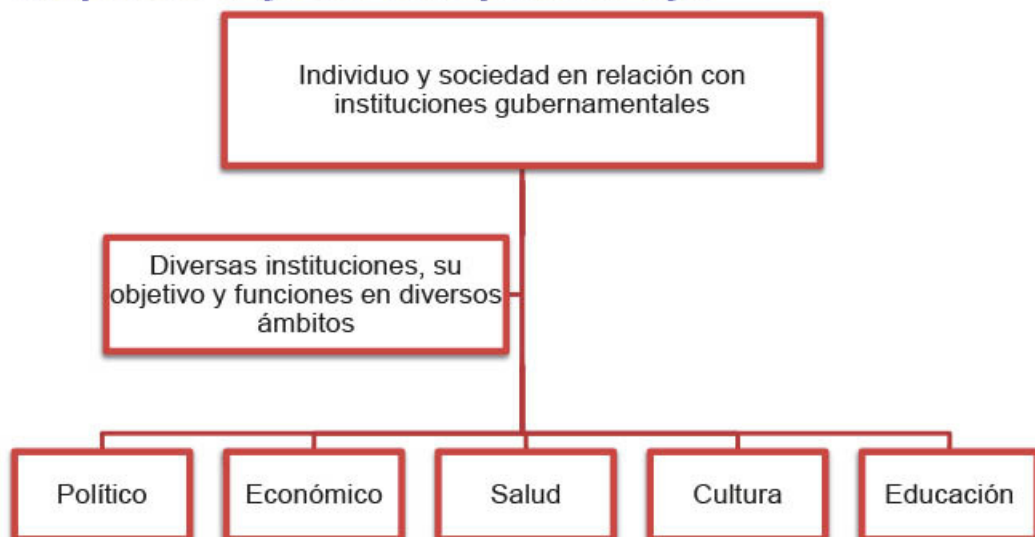 Individuo y sociedad en relación con
instituciones gubernamentales
Diversas instituciones, su
objetivo y funciones en diversos
ámbitos
Político
Económico
Salud
Cultura
Educación